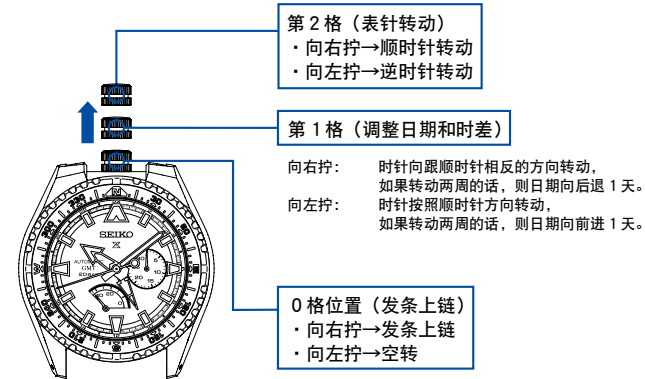 第2格（表针转动）
・向右拧→顺时针转动
・向左拧→逆时针转动
第1格（调整日期和时差）
向右拧： 时针向跟顺时针相反的方向转动，
如果转动两周的话，则日期向后退1天。
向左拧： 时针按照顺时针方向转动，
如果转动两周的话，则日期向前进1天。
0格位置（发条上链）
・向右拧→发条上链
・向左拧→空转
SEIKO
GMT